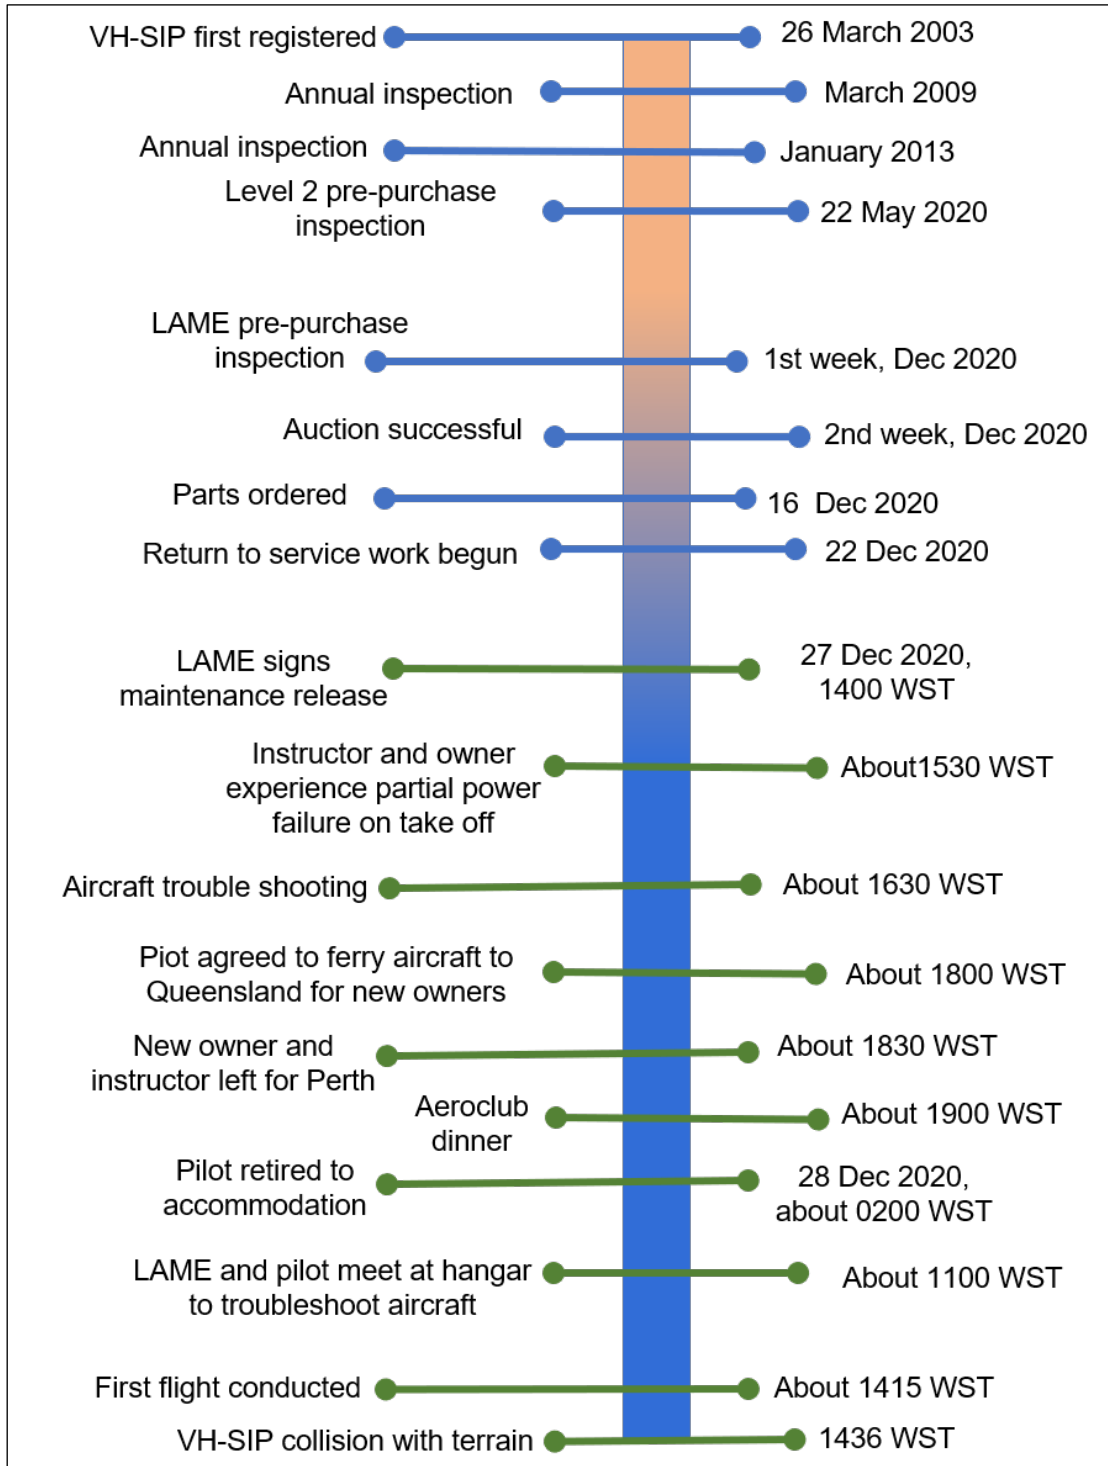 VH-SIP first registered
26 March 2003
Annual inspection
March 2009
Annual inspection
January 2013
Level 2 pre-purchase
inspection
22 May 2020
LAME pre-purchase
inspection
1st week, Dec 2020
Auction successful
2nd week, Dec 2020
Parts ordered
16  Dec 2020
Return to service work begun
22 Dec 2020
LAME signs
maintenance release
27 Dec 2020,
1400 WST
Instructor and owner
experience partial power
failure on take off
About1530 WST
Aircraft trouble shooting
About 1630 WST
Piot agreed to ferry aircraft to
Queensland for new owners
About 1800 WST
New owner and
instructor left for Perth
About 1830 WST
Aeroclub
dinner
About 1900 WST
Pilot retired to
accommodation
28 Dec 2020,
about 0200 WST
LAME and pilot meet at hangar
to troubleshoot aircraft
About 1100 WST
First flight conducted
About 1415 WST
VH-SIP collision with terrain
1436 WST